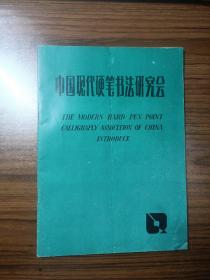 中国现代硬笔书法研究会
THE MODERN HARD PEN POINT
CALLIGRAPLY ASSOCIATION OF CHINA
INTRODUCE